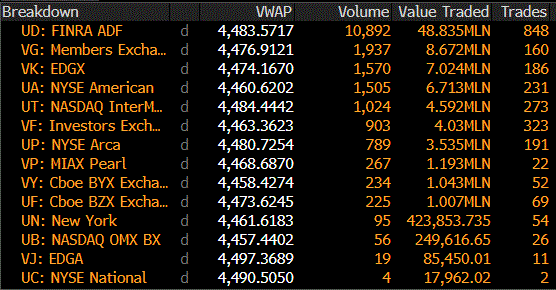 Breakdown VWAP Volume Value Traded Trades
UD: FINRA ADF d 4,483.5717 10,892 48.835MLN 848
VG: Members Excha... d 4,476.9121 1,937 8.672MLN 160
VK: EDGX d 4,474.1670 1,570 7.024MLN 186
UA: NYSE American d 4,460.6202 1,505 6.713MLN 231
UT: NASDAQ InterM... d 4,484.4442 1,024 4.592MLN 273
VF: Investors Exch... d 4,463.3623 903 4.03MLN 323
UP: NYSE Arca d 4,480.7254 789 3.535MLN 191
VP: MIAX Pearl d 4,468.6870 267 1.193MLN 22
VY: Cboe BYX Excha... d 4,458.4274 234 1.043MLN 52
UF: Cboe BZX Excha... d 4,473.6245 225 1.007MLN 69
UN: New York d 4,461.6183 95 423,853.735 54
UB: NASDAQ OMX BX d 4,457.4402 56 249,616.65 26
VJ: EDGA d 4,497.3689 19 85,450.01 11
UC: NYSE National d 4,490.5050 4 17,962.02 2